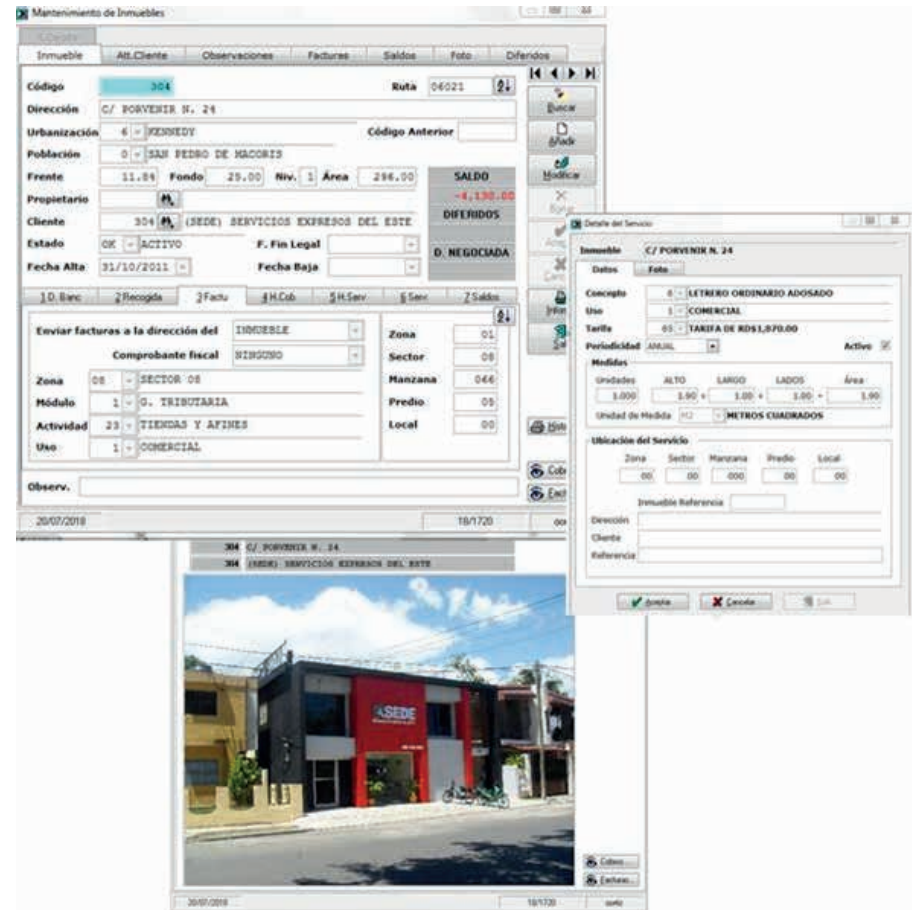 Mantenimiento de Inmuebles
Inmueble Att.Cliente Observaciones Facturas Saldos Foto Diferidos
Código 304 Ruta 06021
Dirección C/ PORVENIR N. 24
Urbanización 6 KENNEDY Código Anterior
Población 0 SAN PEDRO DE MACORIS
Frente 11.84 Fondo 25.00 Niv. 1 Área 296.00
Propietario
Cliente 304 (SEDE) SERVICIOS EXPRESOS DEL ESTE
Estado OK ACTIVO F. Fin Legal
Fecha Alta 31/10/2011 Fecha Baja
SALDO
-4,130.00
DIFERIDOS
D. NEGOCIADA
Buscar
Añadir
Modificar
1 D. Banc 2 Recogida 3 Factu 4 H.Cob 5 H.Serv 6 Serv 7 Saldos
Enviar facturas a la dirección del INMUEBLE
Comprobante fiscal NINGUNO
Zona 08 SECTOR 08
Módulo 1 G. TRIBUTARIA
Actividad 23 TIENDAS Y AFINES
Uso 1 COMERCIAL
Zona 01
Sector 08
Manzana 066
Predio 05
Local 00
Observ.
20/07/2018 18/1720
Detalle del Servicio
Inmueble C/ PORVENIR N. 24
Datos Foto
Concepto 6 LETRERO ORDINARIO ADOSADO
Uso 1 COMERCIAL
Tarifa TARIFA DE RD$1,870.00
Periodicidad ANUAL Activo
Medidas
Unidades ALTO LARGO LADOS Área
1.000 1.90 1.00 1.00 1.90
Unidad de Medida M2 METROS CUADRADOS
Ubicación del Servicio
Zona Sector Manzana Predio Local
00 00 000 00 00
Inmueble Referencia
Dirección
Cliente
Referencia
Acepta Cancela Salir
304 C/ PORVENIR N. 24
304 (SEDE) SERVICIOS EXPRESOS DEL ESTE
SEDE
Cobros...
Facturas...
20/07/2018 18/1720